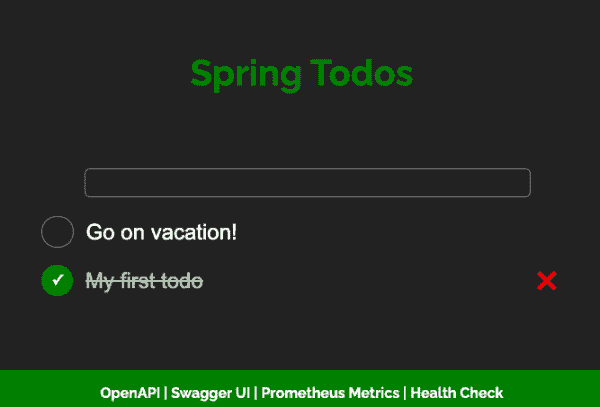 Spring Todos
Go on vacation!
My first todo
OpenAPI | Swagger UI | Prometheus Metrics | Health Check